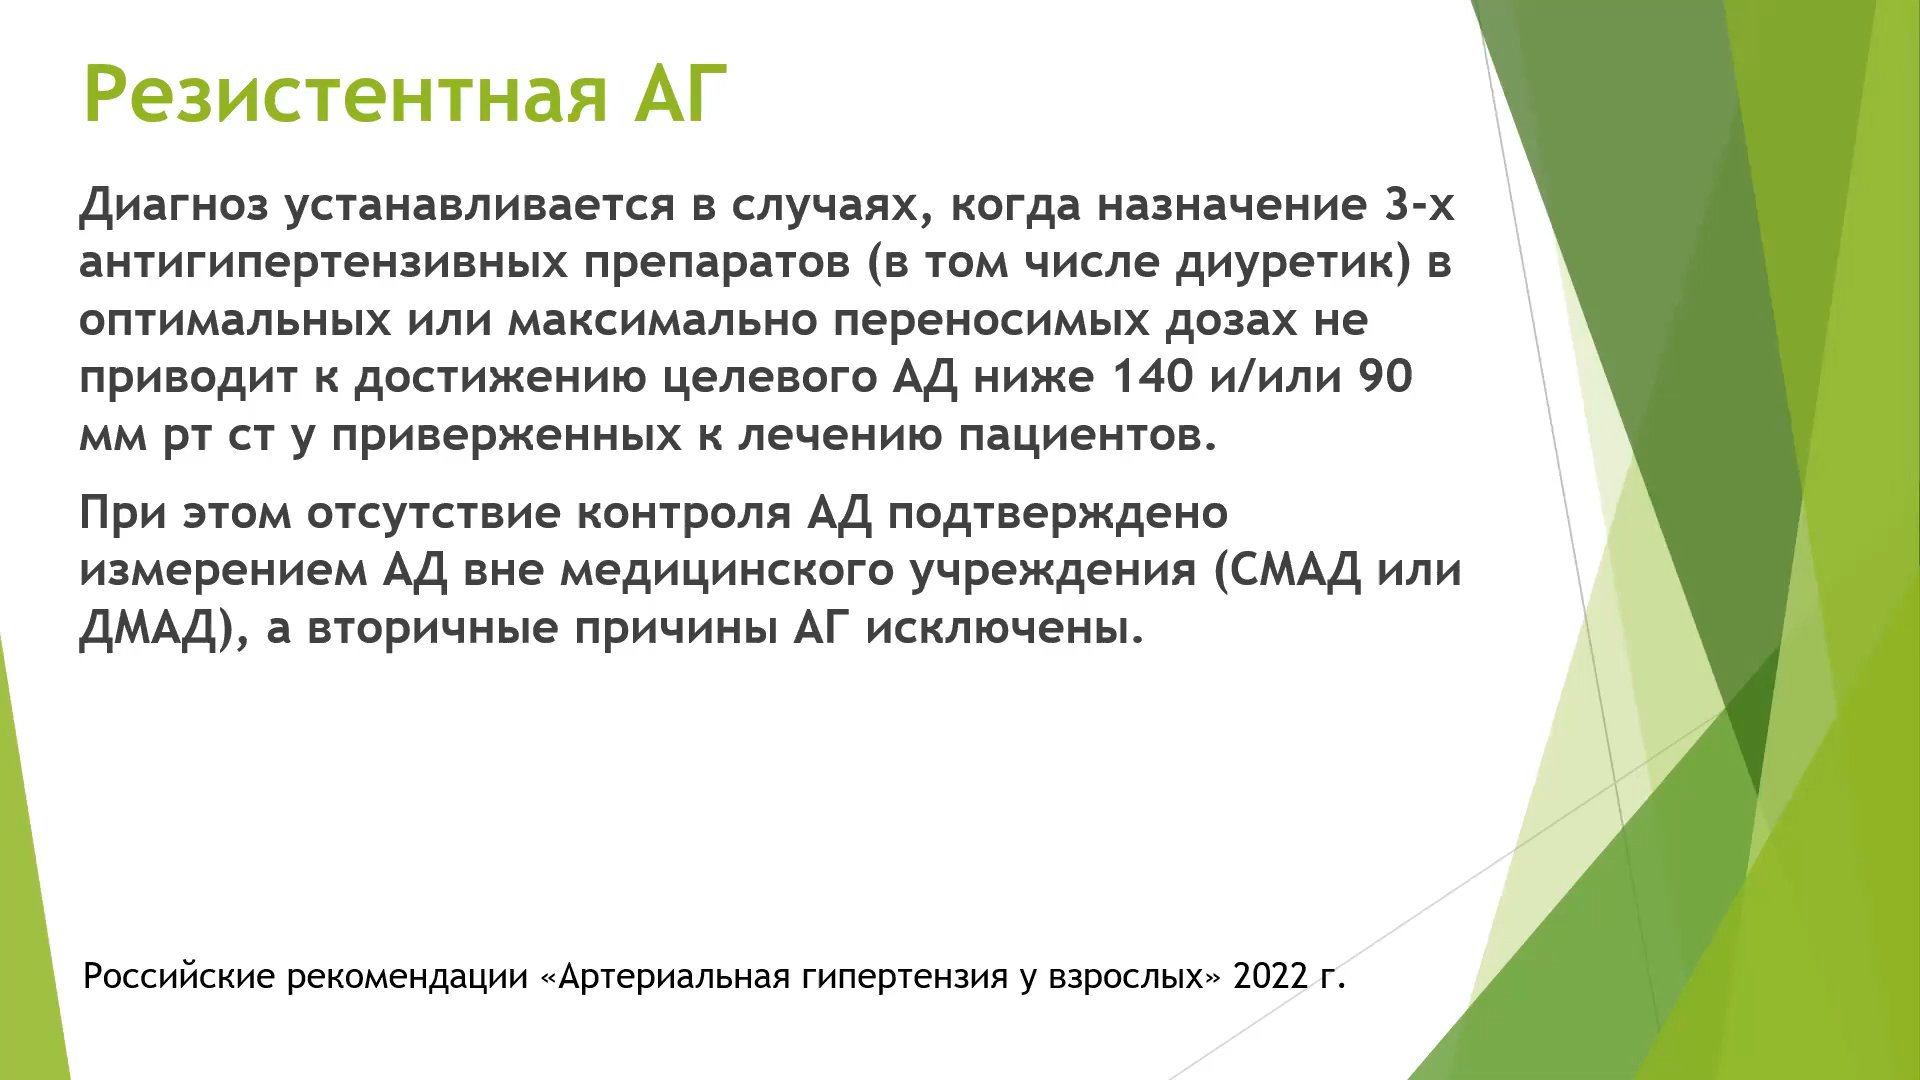 Резистентная АГ
Диагноз устанавливается в случаях, когда назначение 3-х
антигипертензивных препаратов (в том числе диуретик) в
оптимальных или максимально переносимых дозах не
приводит к достижению целевого АД ниже 140 и/или 90
мм рт ст у приверженных к лечению пациентов.
При этом отсутствие контроля АД подтверждено
измерением АД вне медицинского учреждения (СМАД или
ДМАД), а вторичные причины АГ исключены.
Российские рекомендации «Артериальная гипертензия у взрослых» 2022 г.